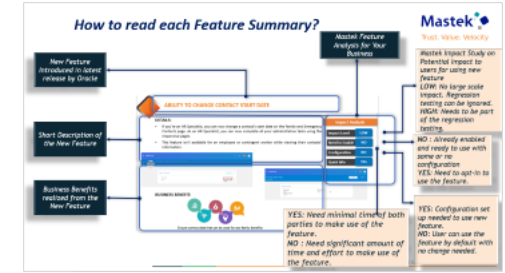 How to read each Feature Summary?
Mastek
Trust. Value. Velocity
Mastek Feature
Analysis for Your
Business
New Feature
Introduced in latest
release by Oracle
Mastek Impact Study on
Potential impact to
users for using new
feature
LOW: No large scale
impact. Regression
testing can be ignored.
HIGH: Needs to be part
of the regression
testing.
ABILITY TO CHANGE CONTACT START DATE
Short Description of
the New Feature
DETAILS:
LOW
NO
NO : Already enabled
and ready to use with
same or no
configuration
YES: Need to opt-in to
use the feature.
Business Benefits
realized from the
New Feature
BUSINESS BENEFITS
YES: Need minimal time of both
parties to make use of the
feature.
NO : Need significant amount of
time and effort to make use of
the feature.
YES: Configuration set
up needed to use new
feature.
NO: User can use the
feature by default with
no change needed.